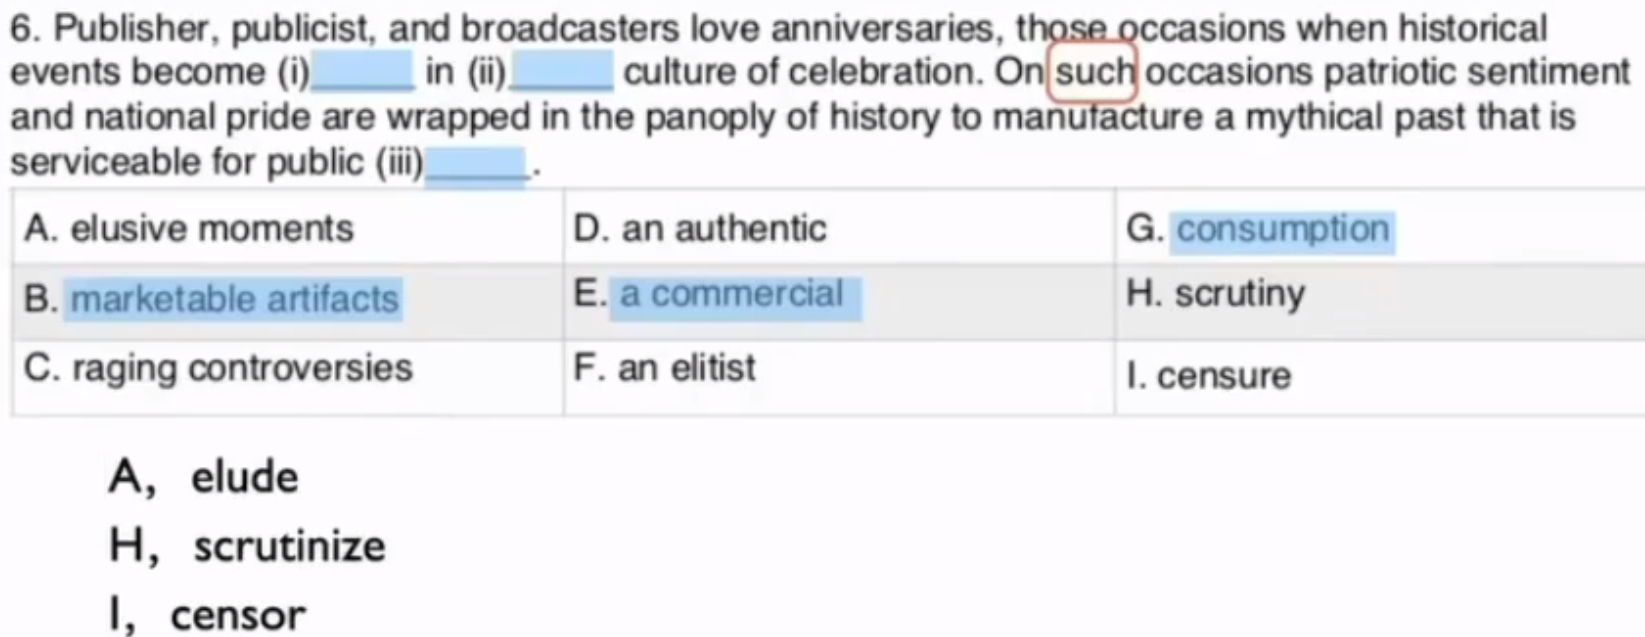 6. Publisher, publicist, and broadcasters love anniversaries, those occasions when historical
events become (i)_____ in (ii)_____ culture of celebration. On such occasions patriotic sentiment
and national pride are wrapped in the panoply of history to manufacture a mythical past that is
serviceable for public (iii)_____.
A. elusive moments D. an authentic G. consumption
B. marketable artifacts E. a commercial H. scrutiny
C. raging controversies F. an elitist I. censure
A, elude
H, scrutinize
I, censor